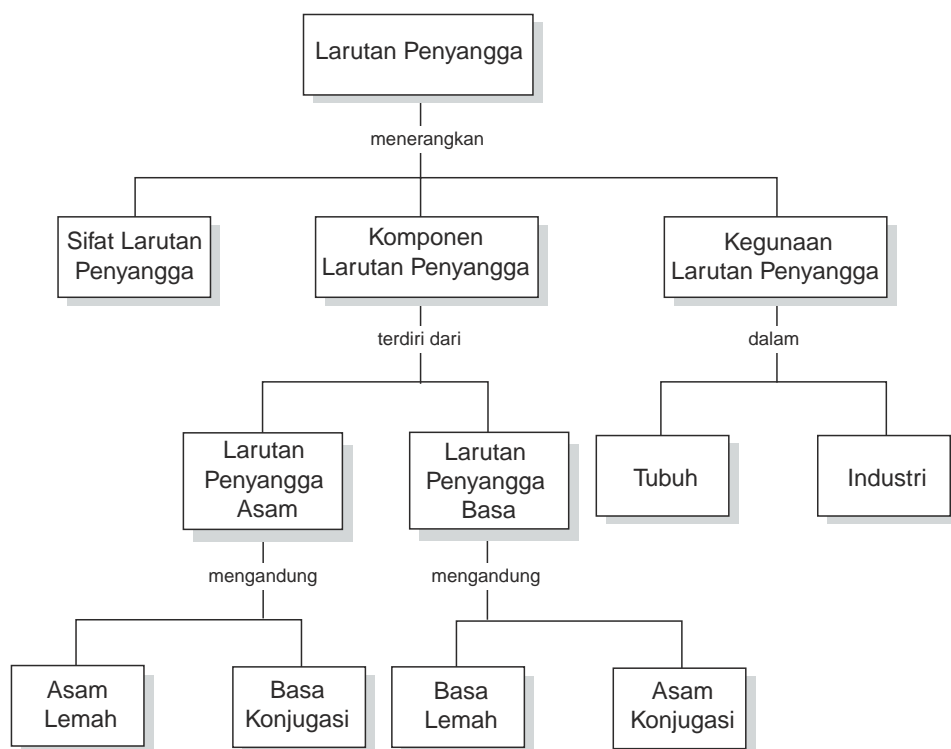 Larutan Penyangga
menerangkan
Sifat Larutan
Penyangga
Komponen
Larutan Penyangga
Kegunaan
Larutan Penyangga
terdiri dari
dalam
Larutan
Penyangga
Asam
Larutan
Penyangga
Basa
Tubuh
Industri
mengandung
mengandung
Asam
Lemah
Basa
Konjugasi
Basa
Lemah
Asam
Konjugasi